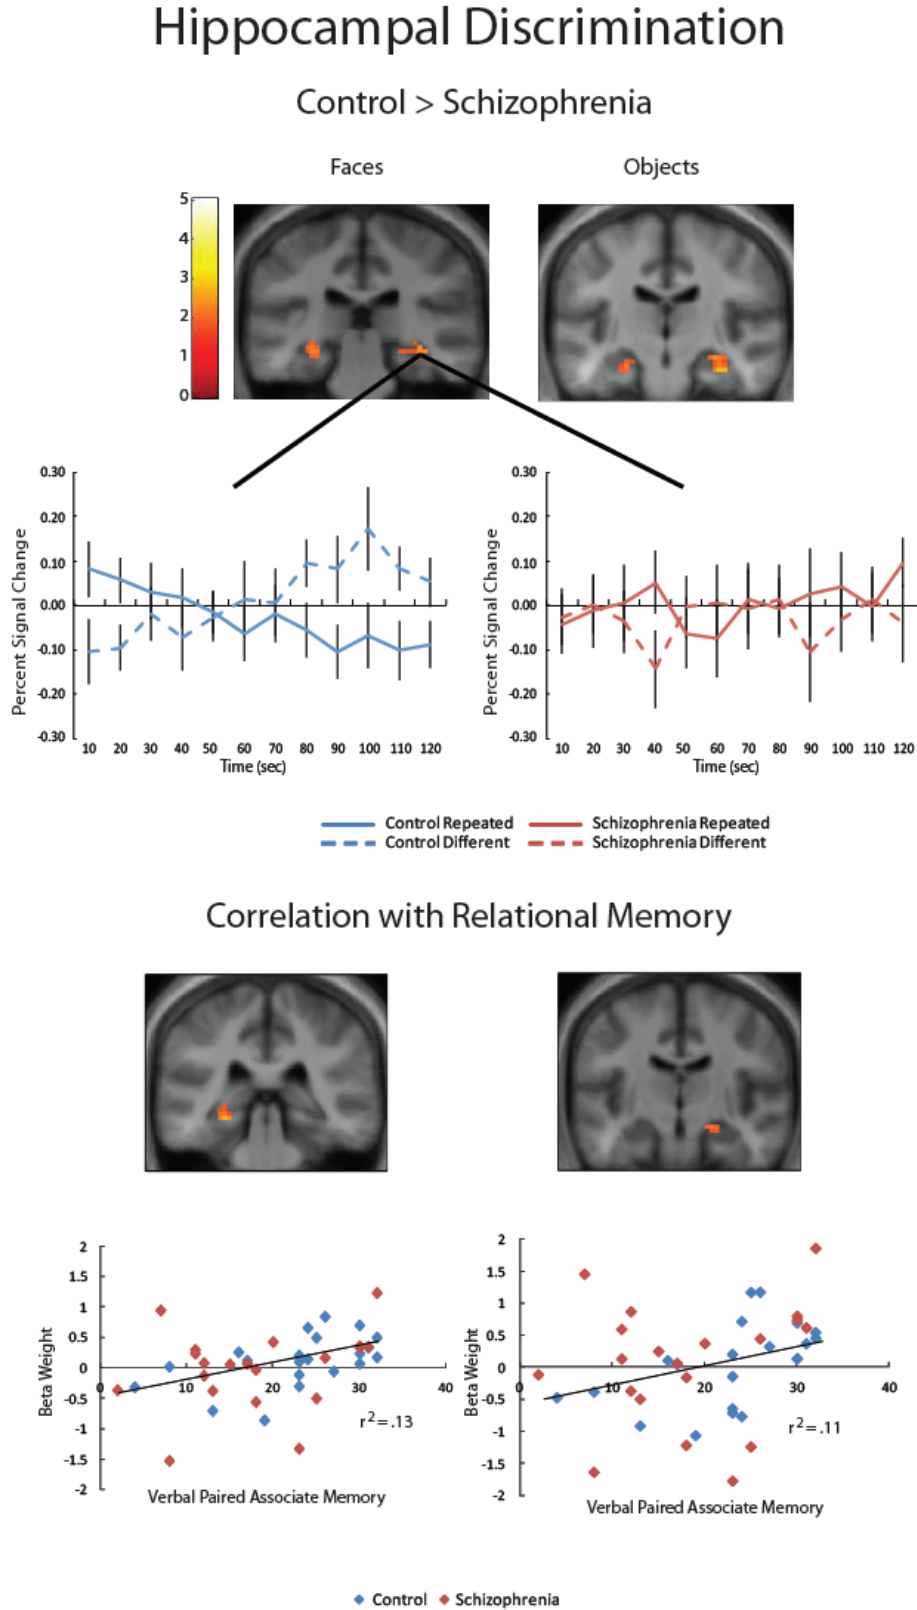 Hippocampal Discrimination
Control > Schizophrenia
Faces
Objects
5
4
3
2
1
0
Percent Signal Change
0.30
0.20
0.10
0.00
-0.10
-0.20
-0.30
10 20 30 40 50 60 70 80 90 100 110 120
Time (sec)
Percent Signal Change
0.30
0.20
0.10
0.00
-0.10
-0.20
-0.30
10 20 30 40 50 60 70 80 90 100 110 120
Time (sec)
Control Repeated
Schizophrenia Repeated
Control Different
Schizophrenia Different
Correlation with Relational Memory
Beta Weight
2
1.5
1
0.5
0
-0.5
-1
-1.5
-2
0 10 20 30 40
r²=.13
Verbal Paired Associate Memory
Beta Weight
2
1.5
1
0.5
0
-0.5
-1
-1.5
-2
0 10 20 30 40
r²=.11
Verbal Paired Associate Memory
Control
Schizophrenia